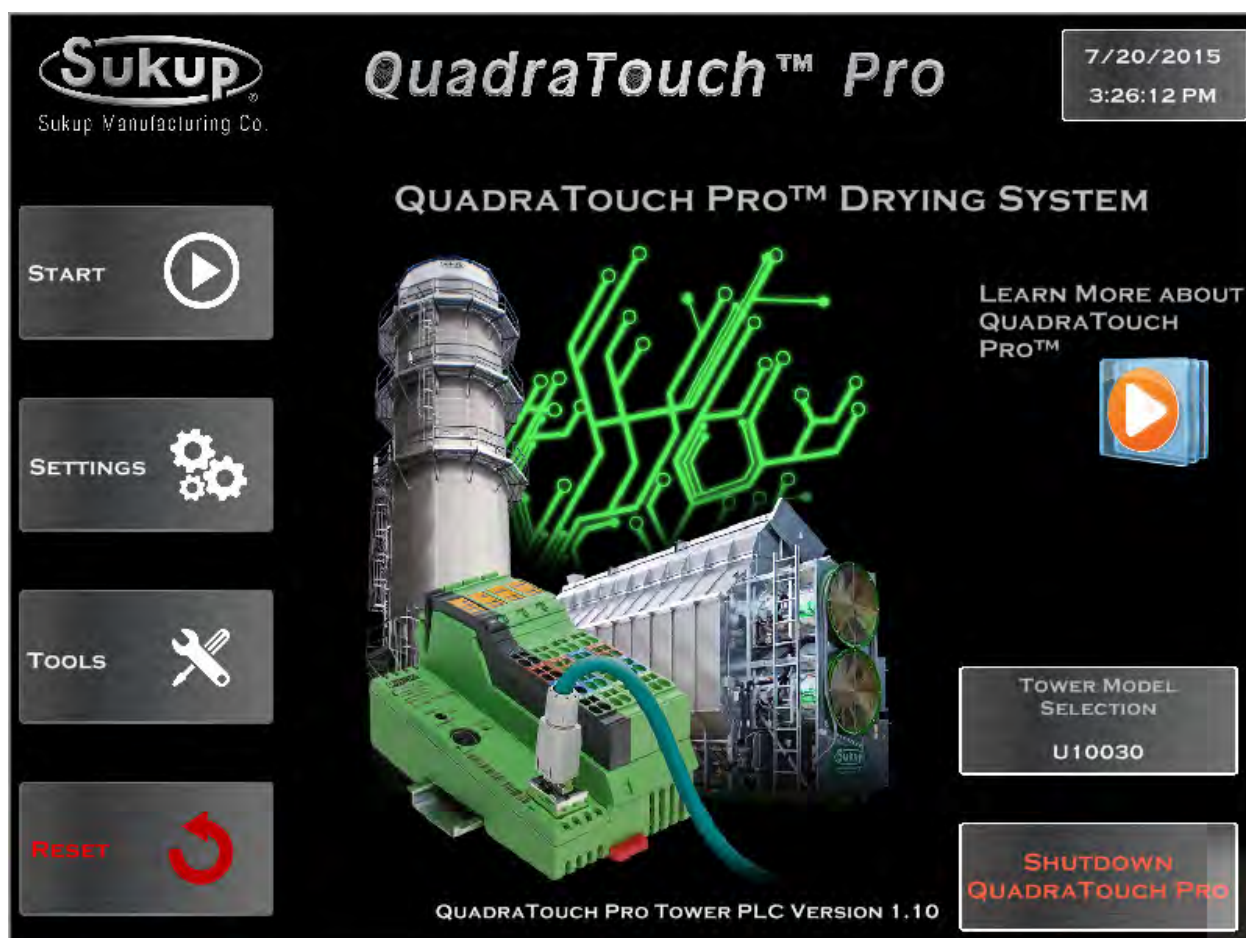 Sukup®
Sukup Manufacturing Co.
QuadraTouch™ Pro
7/20/2015
3:26:12 PM
QUADRATOUCH PRO™ DRYING SYSTEM
START
LEARN MORE ABOUT
QUADRATOUCH
PRO™
SETTINGS
TOOLS
SUKUP
TOWER MODEL
SELECTION
U10030
RESET
SHUTDOWN
QUADRATOUCH PRO
QUADRATOUCH PRO TOWER PLC VERSION 1.10